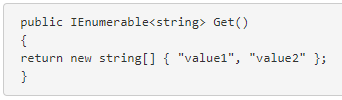 public IEnumerable<string> Get()
{
return new string[] { "value1", "value2" };
}